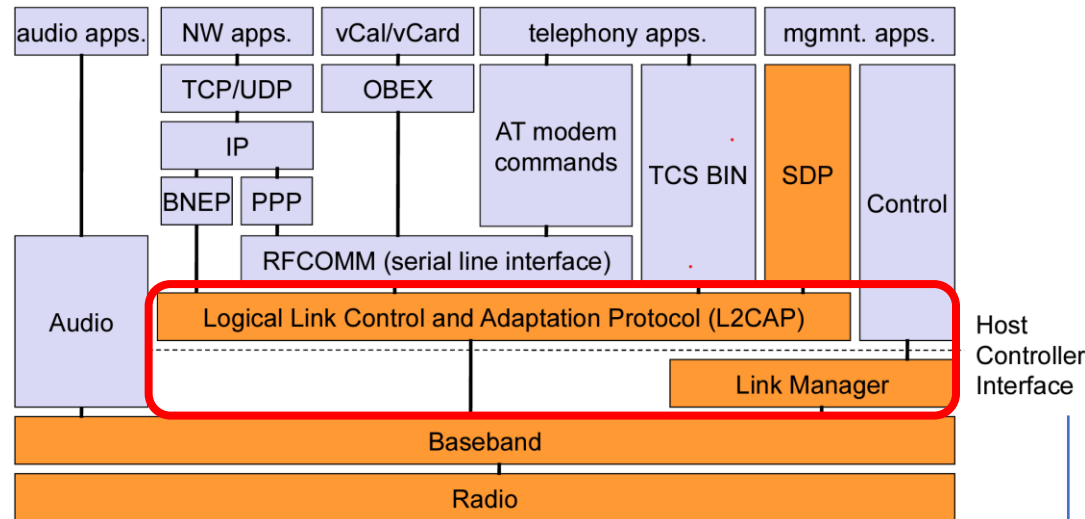 audio apps. NW apps. vCal/vCard telephony apps. mgmnt. apps.
TCP/UDP OBEX AT modem
commands TCS BIN SDP Control
IP
BNEP PPP
RFCOMM (serial line interface)
Audio Logical Link Control and Adaptation Protocol (L2CAP)
Host
Controller
Interface
Link Manager
Baseband
Radio